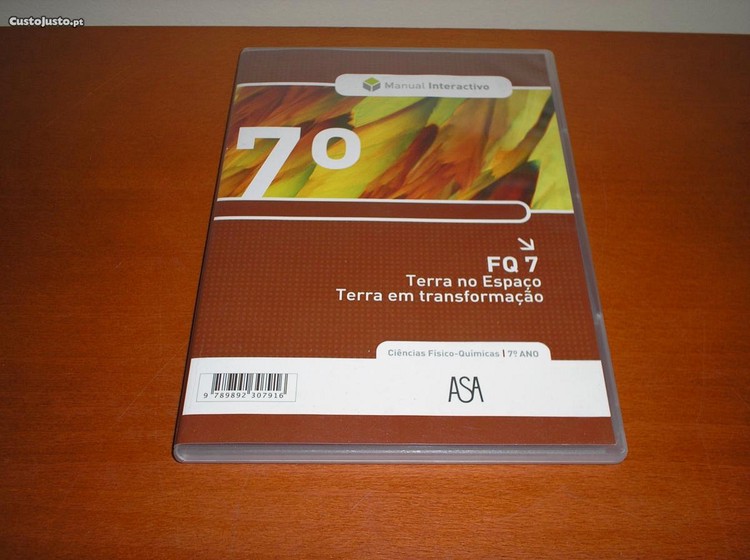 CustoJusto.pt
Manual Interactivo
7º
FQ 7
Terra no Espaço
Terra em transformação
Ciências Físico-Químicas | 7º ANO
9 789892 307916
ASA